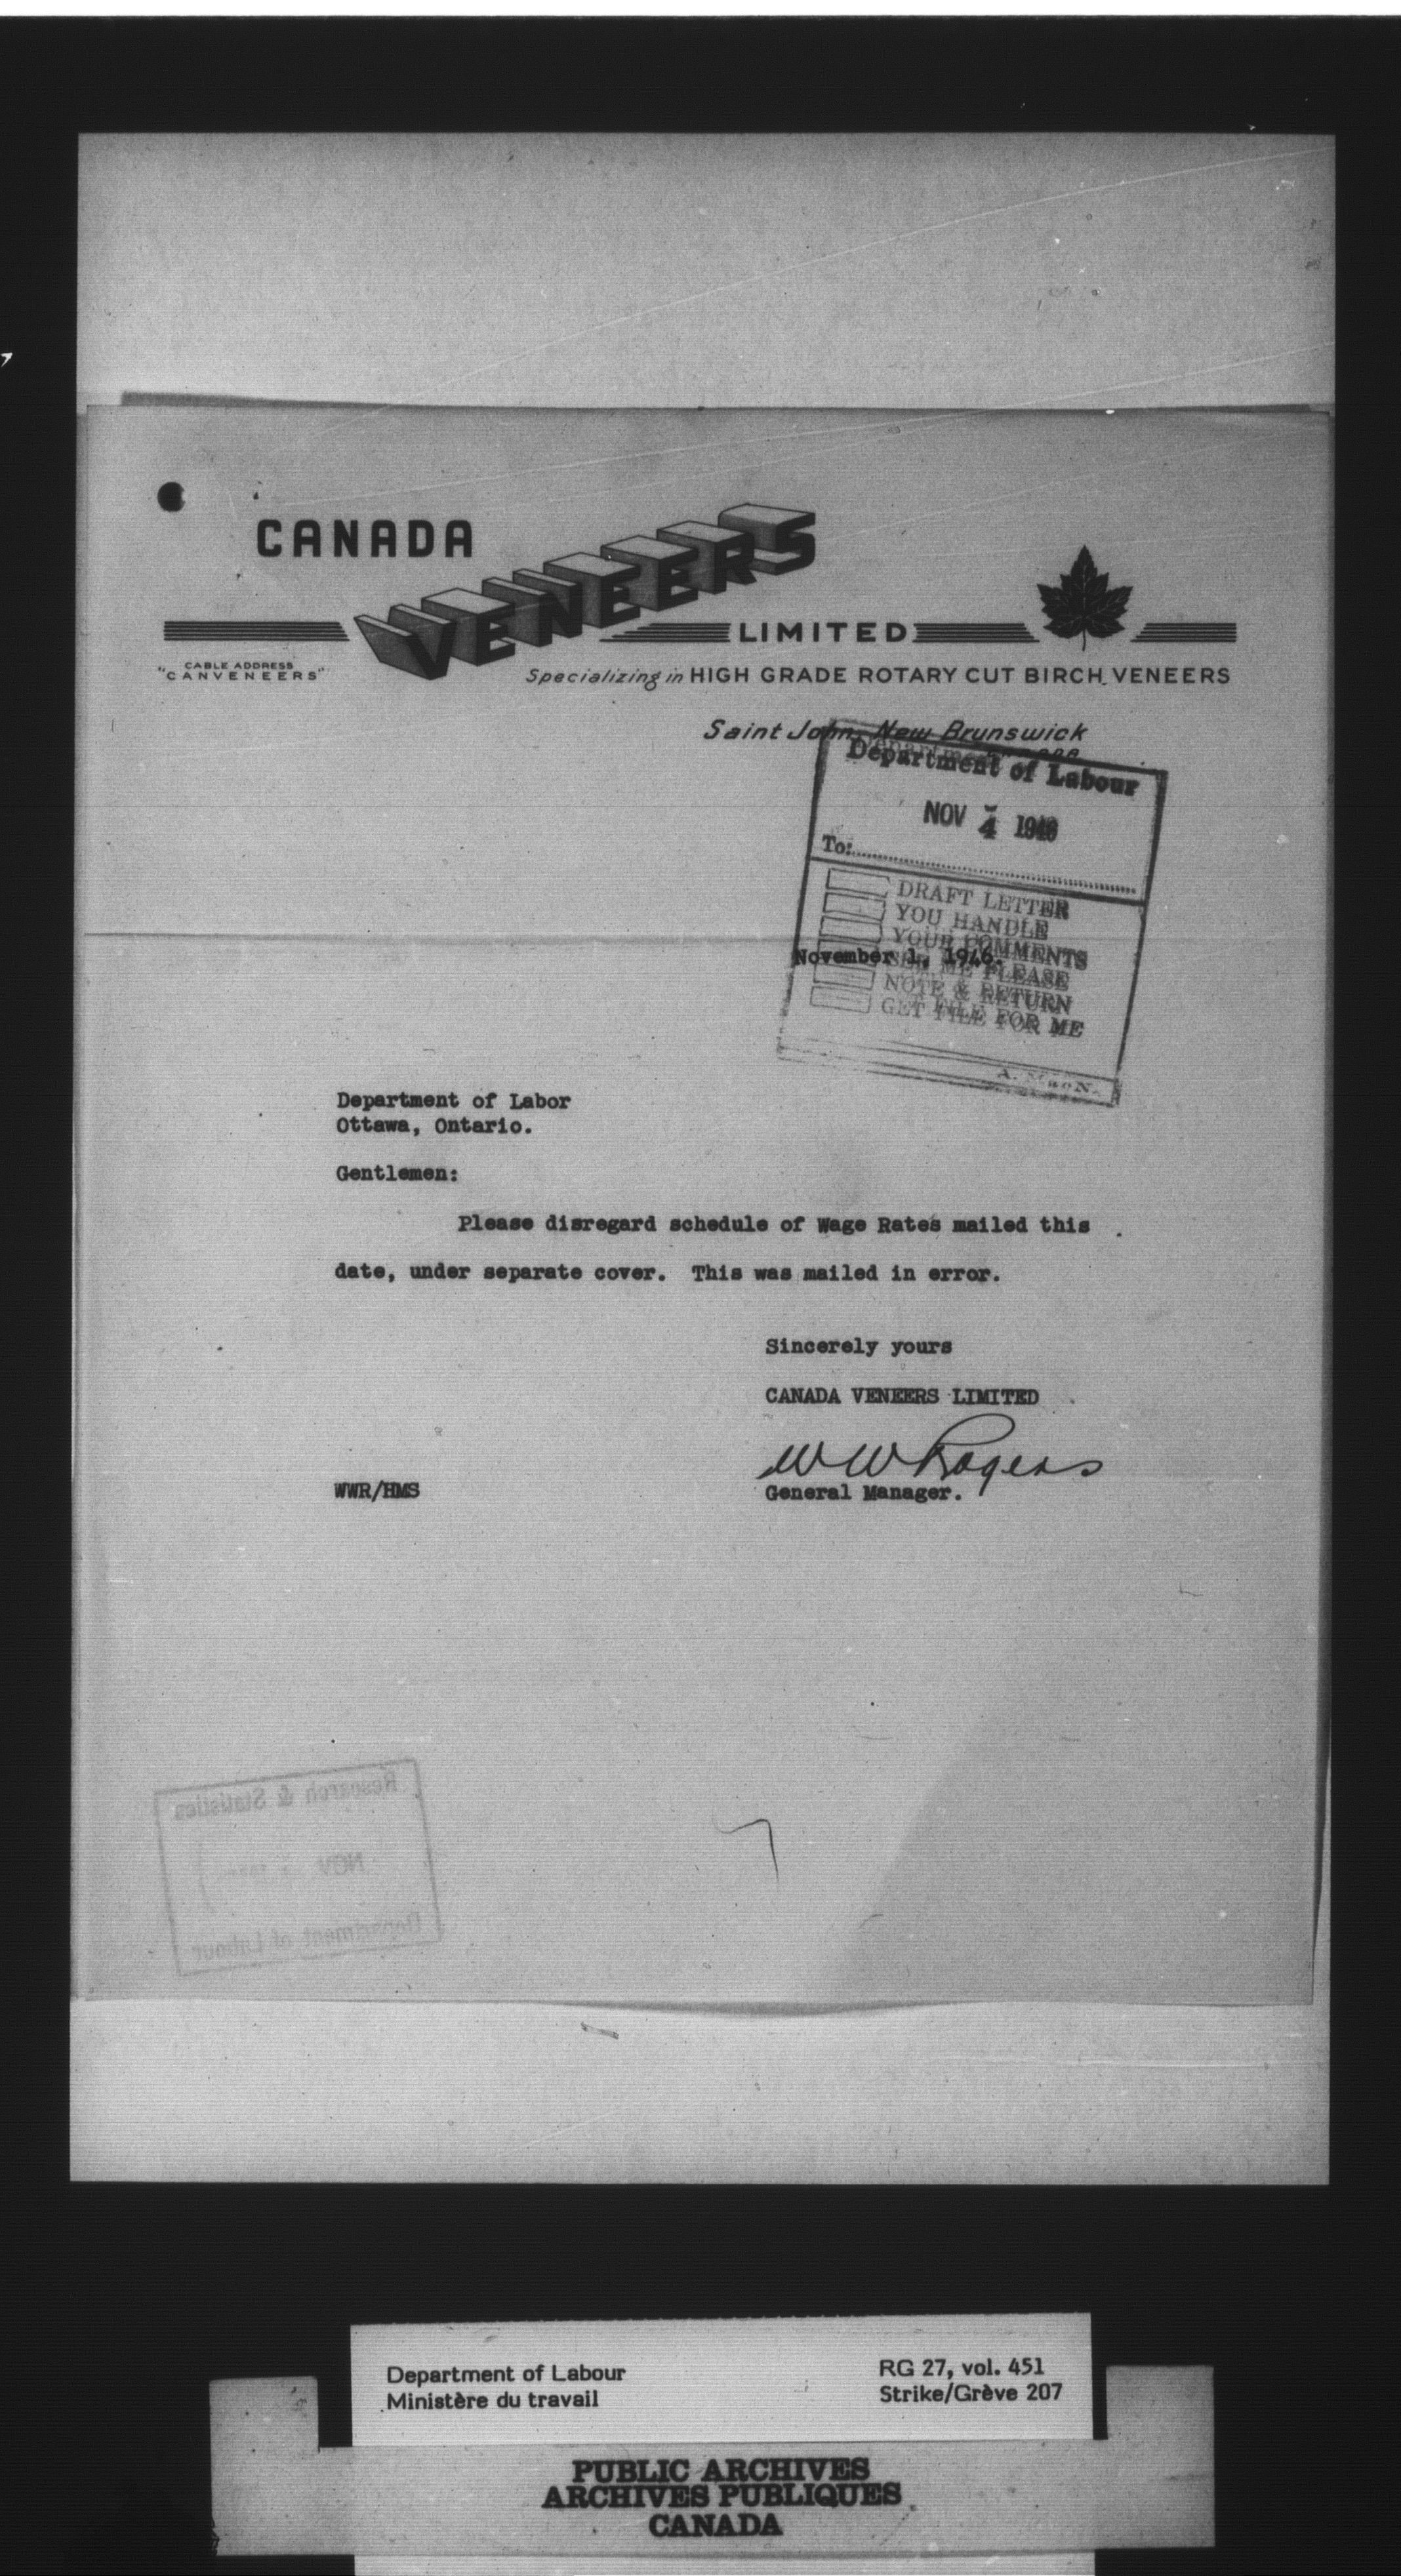 CANADA
VENEERS
LIMITED
CABLE ADDRESS
"CANVENEERS"
Specializing in HIGH GRADE ROTARY CUT BIRCH VENEERS
Saint John, New Brunswick
Department of Labour
NOV 4 1946
To:
DRAFT LETTER
YOU HANDLE
YOUR COMMENTS
SEE ME PLEASE
NOTE & RETURN
GET FILE FOR ME
November 1, 1946.
Department of Labor
Ottawa, Ontario.
Gentlemen:
Please disregard schedule of Wage Rates mailed this
date, under separate cover. This was mailed in error.
Sincerely yours
CANADA VENEERS LIMITED
WW Rogers
WWR/HMS
General Manager.
Research & Statistics
NOV
Department of Labour
Department of Labour
Ministère du travail
RG 27, vol. 451
Strike/Grève 207
PUBLIC ARCHIVES
ARCHIVES PUBLIQUES
CANADA